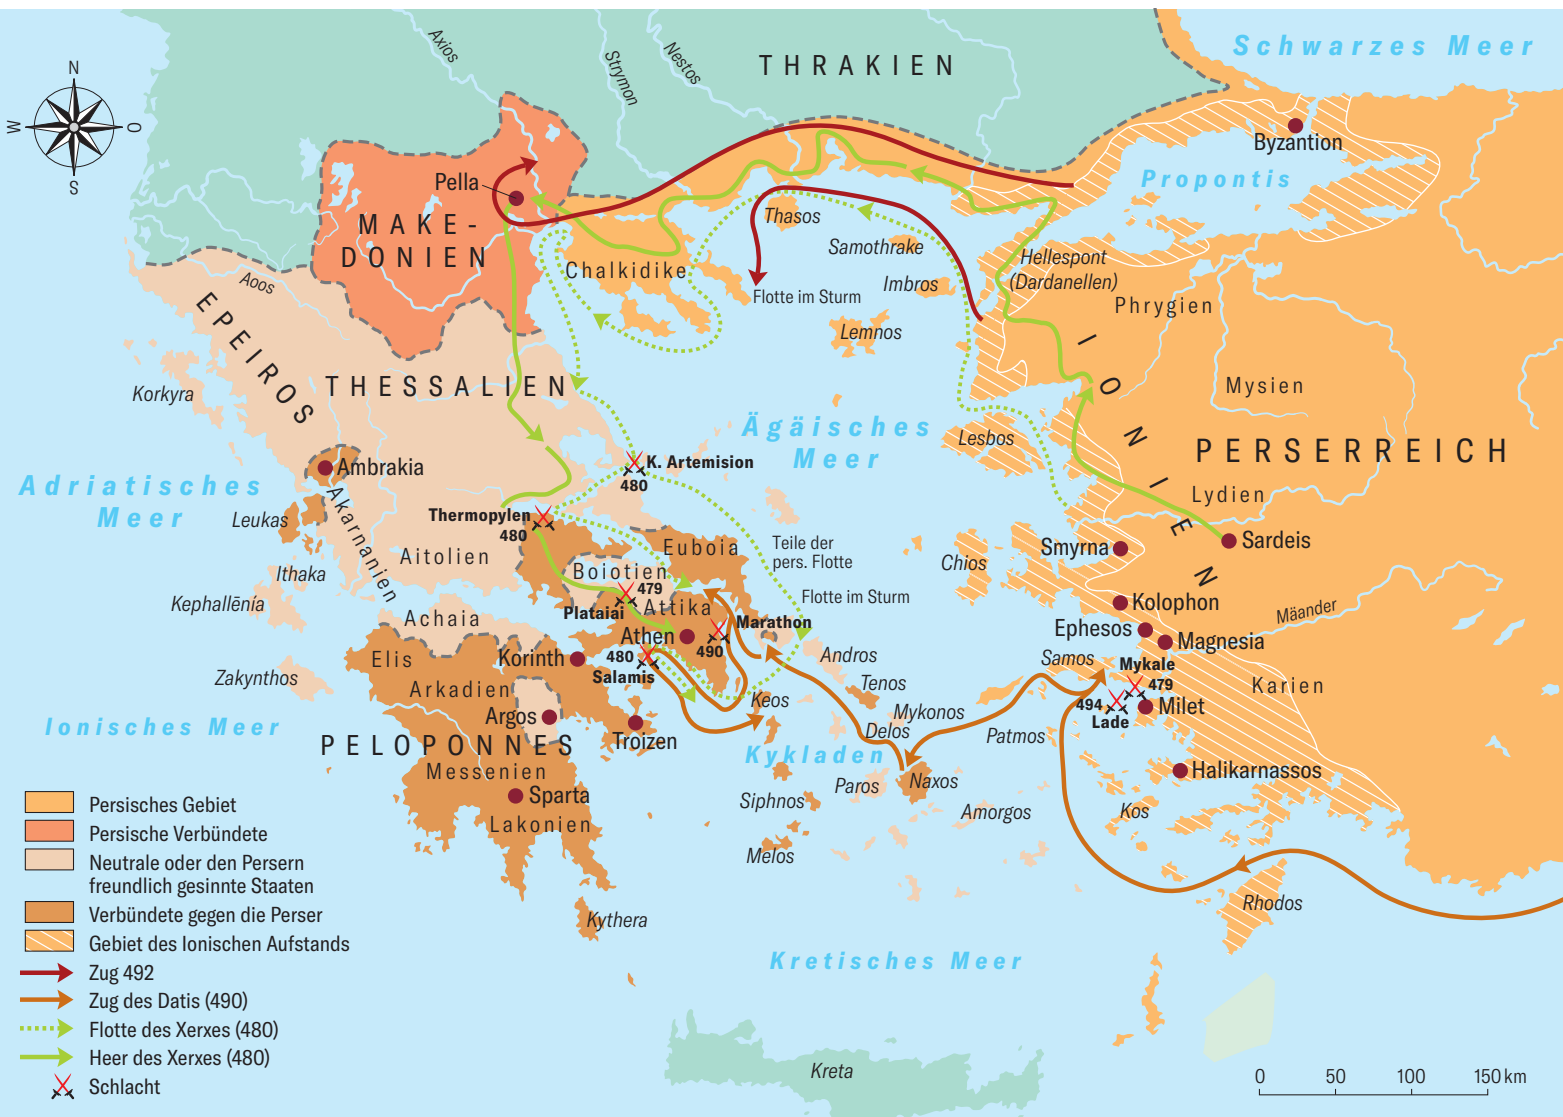 Schwarzes Meer
THRAKIEN
Axios
Strymon
Nestos
N
W
O
S
Byzantion
Propontis
Pella
MAKE-
DONIEN
Thasos
Samothrake
Imbros
Chalkidike
Flotte im Sturm
Lemnos
Hellespont
(Dardanellen)
Phrygien
Aoos
EPEIROS
THESSALIEN
Korkyra
IONIEN
Mysien
Ägäisches
Meer
Lesbos
PERSERREICH
Lydien
Ambrakia
K. Artemision
480
Adriatisches
Meer
Leukas
Akarnanien
Thermopylen
480
Aitolien
Euboia
Teile der
pers. Flotte
Smyrna
Sardeis
Chios
Ithaka
Kephallēnía
Boiotien
479
Plataiái
Attika
Flotte im Sturm
Kolophon
Mäander
Achaia
Athen
Marathon
490
Ephesos
Magnesia
Elis
Korinth
480
Salamis
Andros
Samos
Mykale
479
Zakynthos
Arkadien
Tenos
Karien
Keos
Argos
Mykonos
494
Lade
Milet
Ionisches Meer
PELOPONNES
Troizen
Delos
Patmos
Kykladen
Messenien
Halikarnassos
Sparta
Siphnos
Paros
Naxos
Amorgos
Kos
Lakonien
Melos
Rhodos
Kythera
Kretisches Meer
Kreta
Persisches Gebiet
Persische Verbündete
Neutrale oder den Persern
freundlich gesinnte Staaten
Verbündete gegen die Perser
Gebiet des Ionischen Aufstands
Zug 492
Zug des Datis (490)
Flotte des Xerxes (480)
Heer des Xerxes (480)
Schlacht
0 50 100 150 km